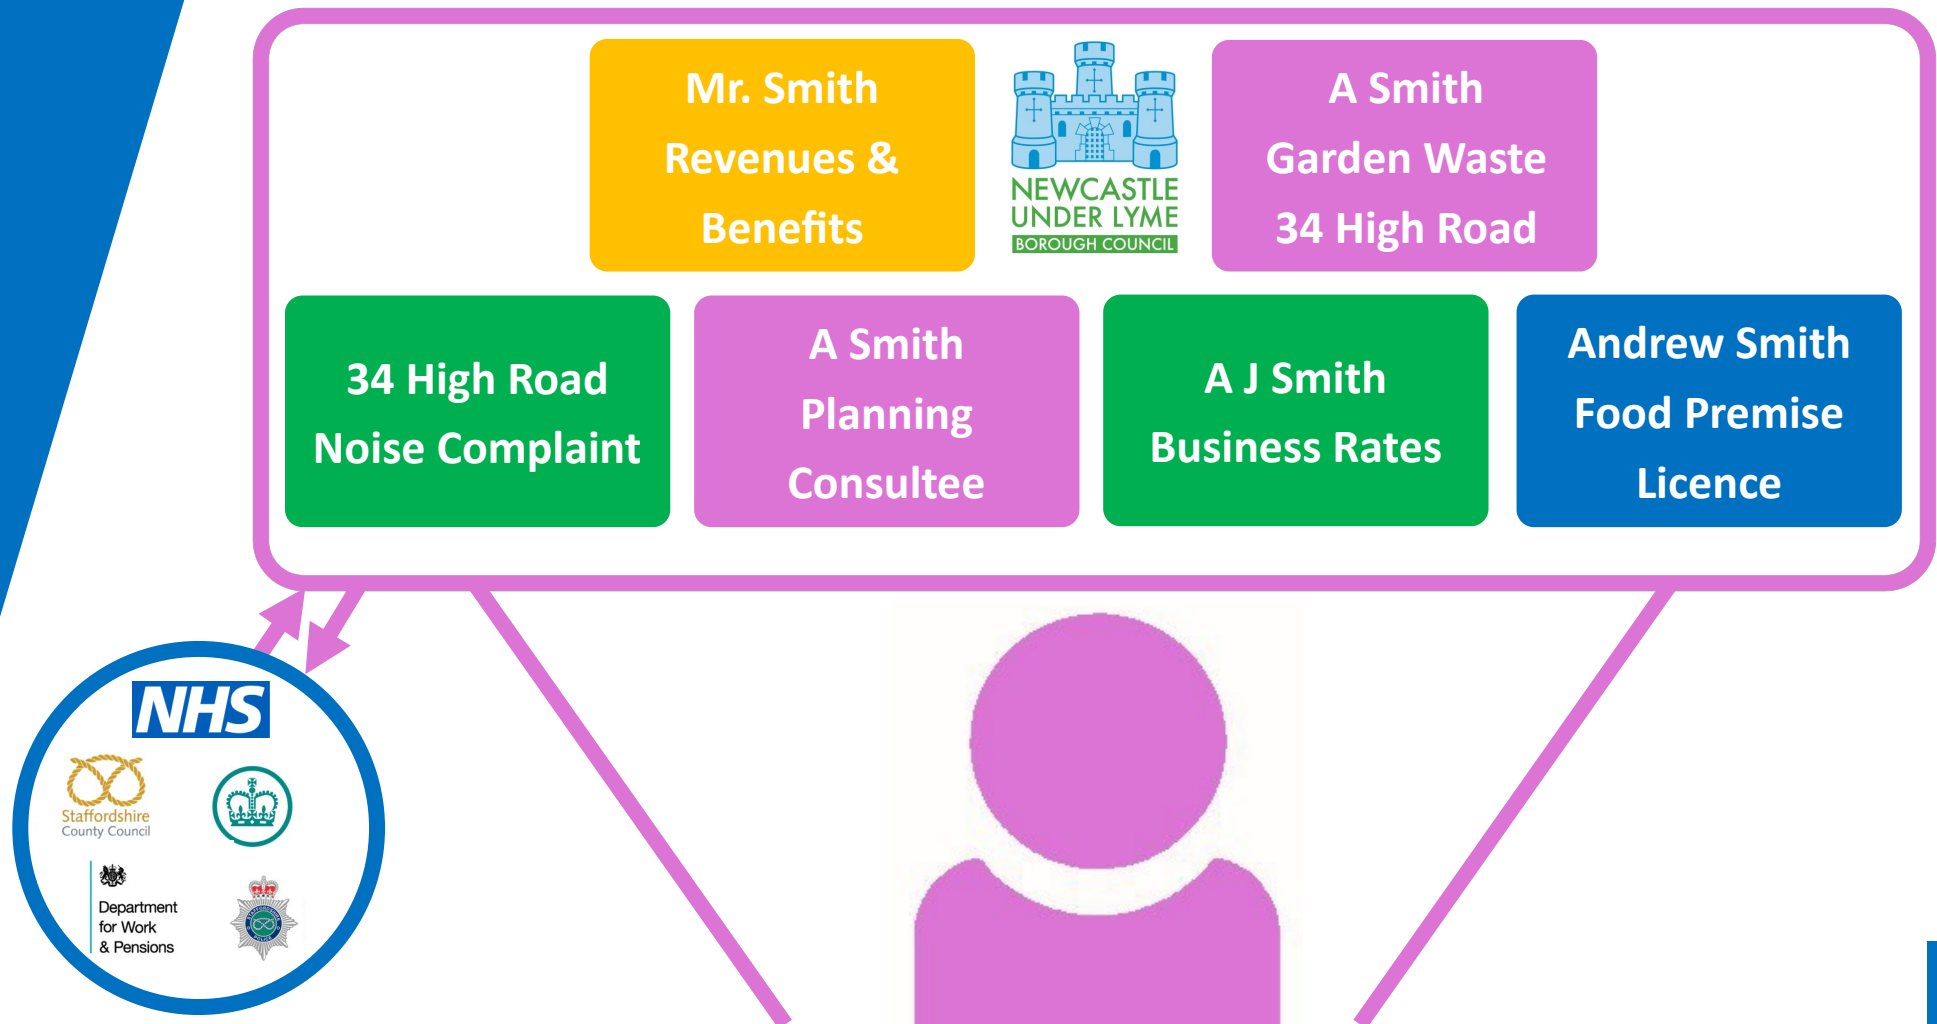 Mr. Smith
Revenues &
Benefits
NEWCASTLE
UNDER LYME
BOROUGH COUNCIL
A Smith
Garden Waste
34 High Road
34 High Road
Noise Complaint
A Smith
Planning
Consultee
A J Smith
Business Rates
Andrew Smith
Food Premise
Licence
NHS
Staffordshire
County Council
Department
for Work
& Pensions